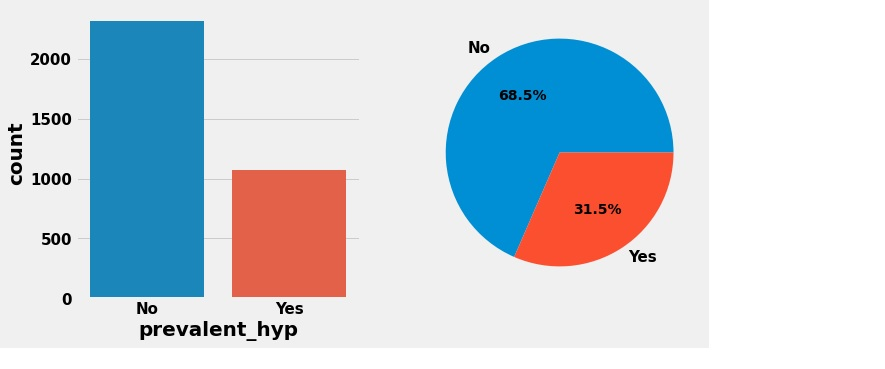 2000
1500
1000
500
0
count
No
Yes
prevalent_hyp
No
68.5%
31.5%
Yes